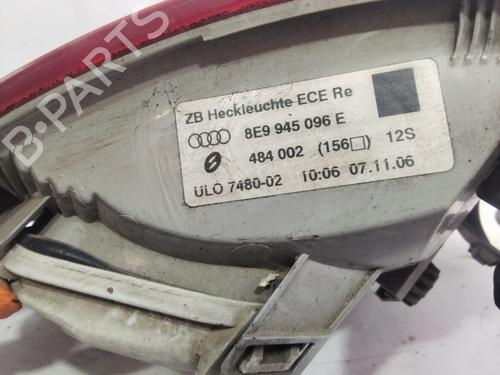 ZB Heckleuchte ECE Re
8E9 945 096 E
484 002 (156□) 12S
ULO 7480-02 10:06 07.11.06
B-PARTS